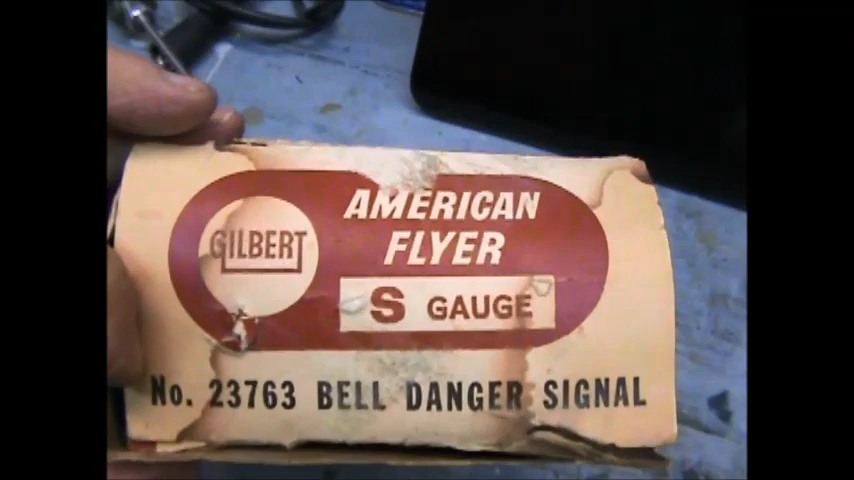 GILBERT
AMERICAN
FLYER
S GAUGE
No. 23763 BELL DANGER SIGNAL